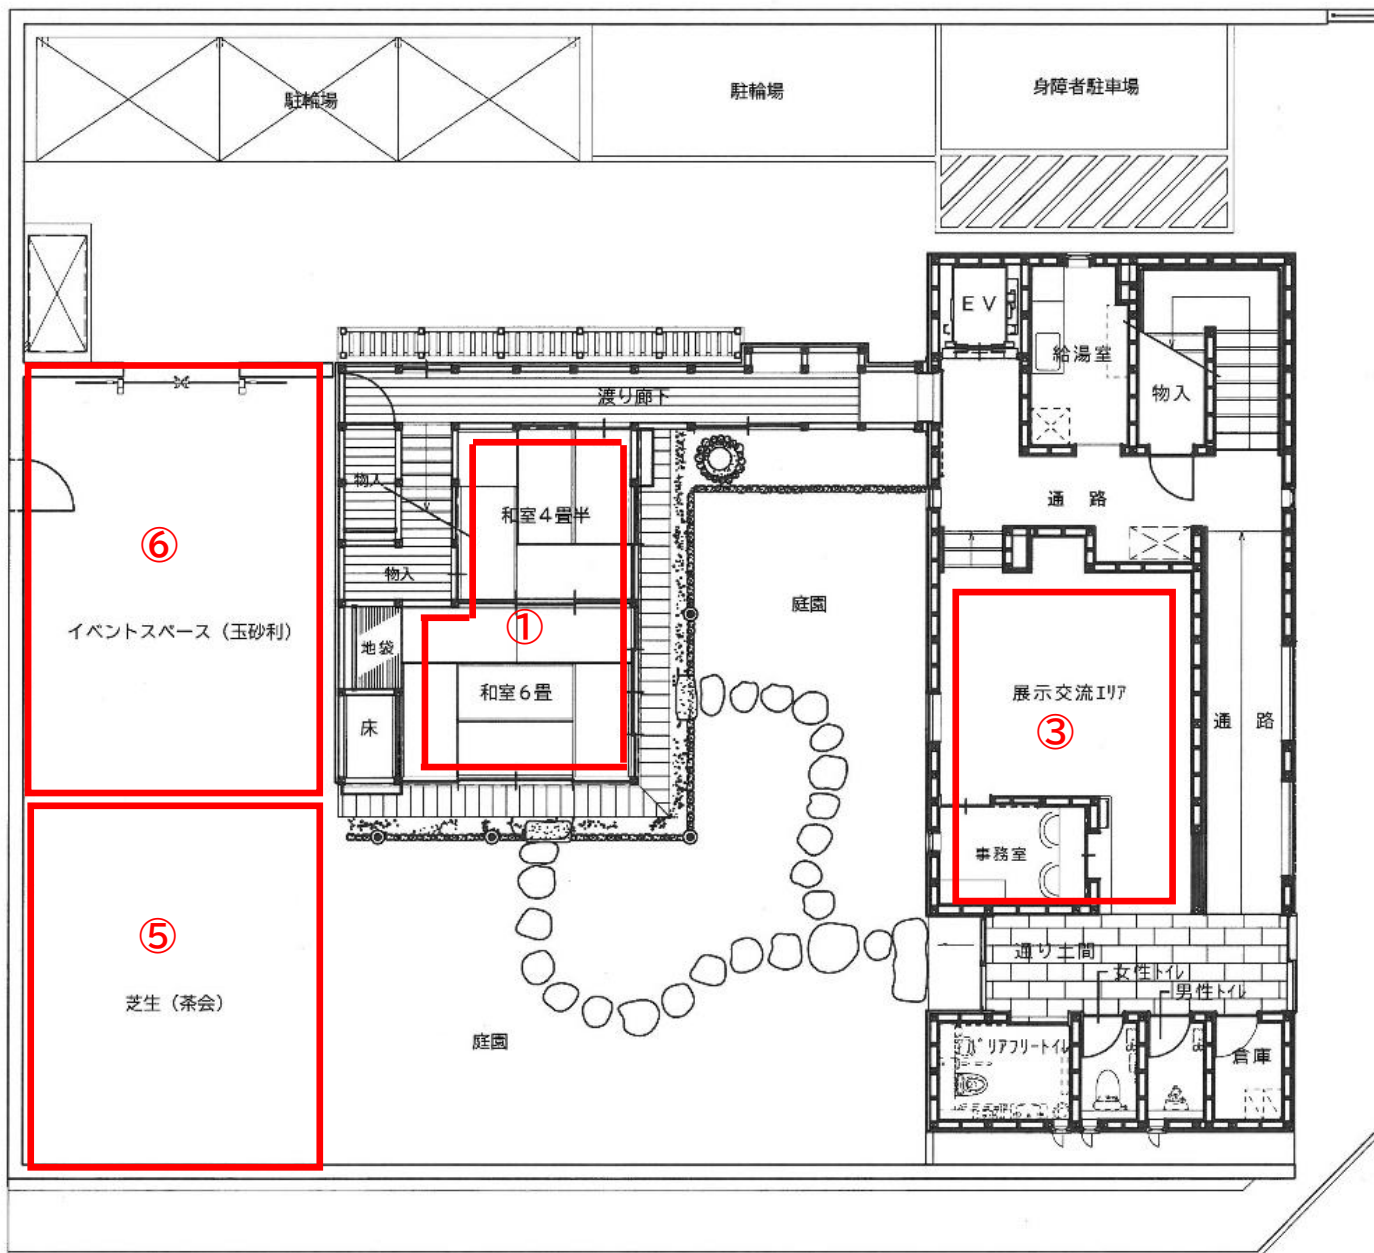 駐輪場
駐輪場
身障者駐車場
EV
給湯室
物入
渡り廊下
通路
物入
和室4畳半
物入
⑥
イベントスペース（玉砂利）
①
地袋
和室6畳
床
庭園
展示交流エリア
③
通路
事務室
⑤
芝生（茶会）
庭園
通り土間
女性トイレ
男性トイレ
バリアフリートイレ
倉庫